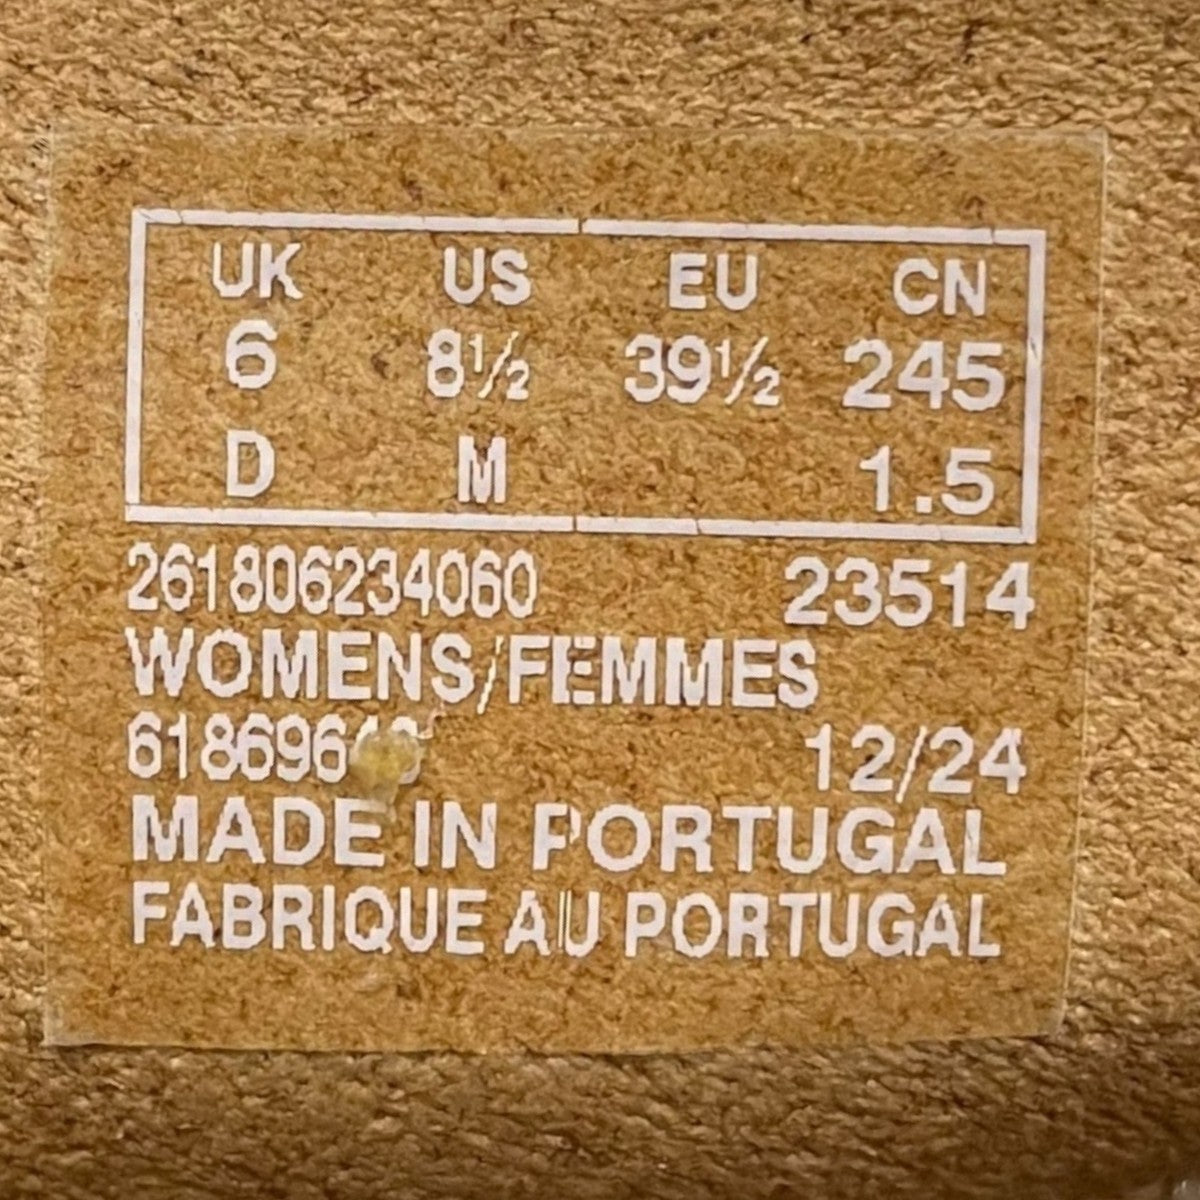 UK US EU CN
6 8½ 39½ 245
D M 1.5
261806234060 23514
WOMENS/FEMMES
12/24
MADE IN PORTUGAL
FABRIQUE AU PORTUGAL